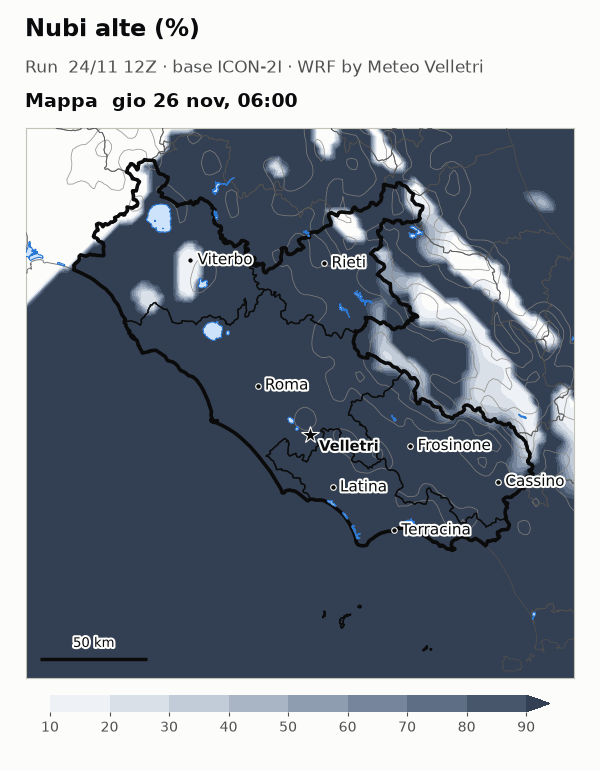 Nubi alte (%)
Run 24/11 12Z · base ICON-2I · WRF by Meteo Velletri
Mappa gio 26 nov, 06:00
Viterbo
Rieti
Roma
Velletri
Frosinone
Latina
Cassino
Terracina
50 km
10 20 30 40 50 60 70 80 90